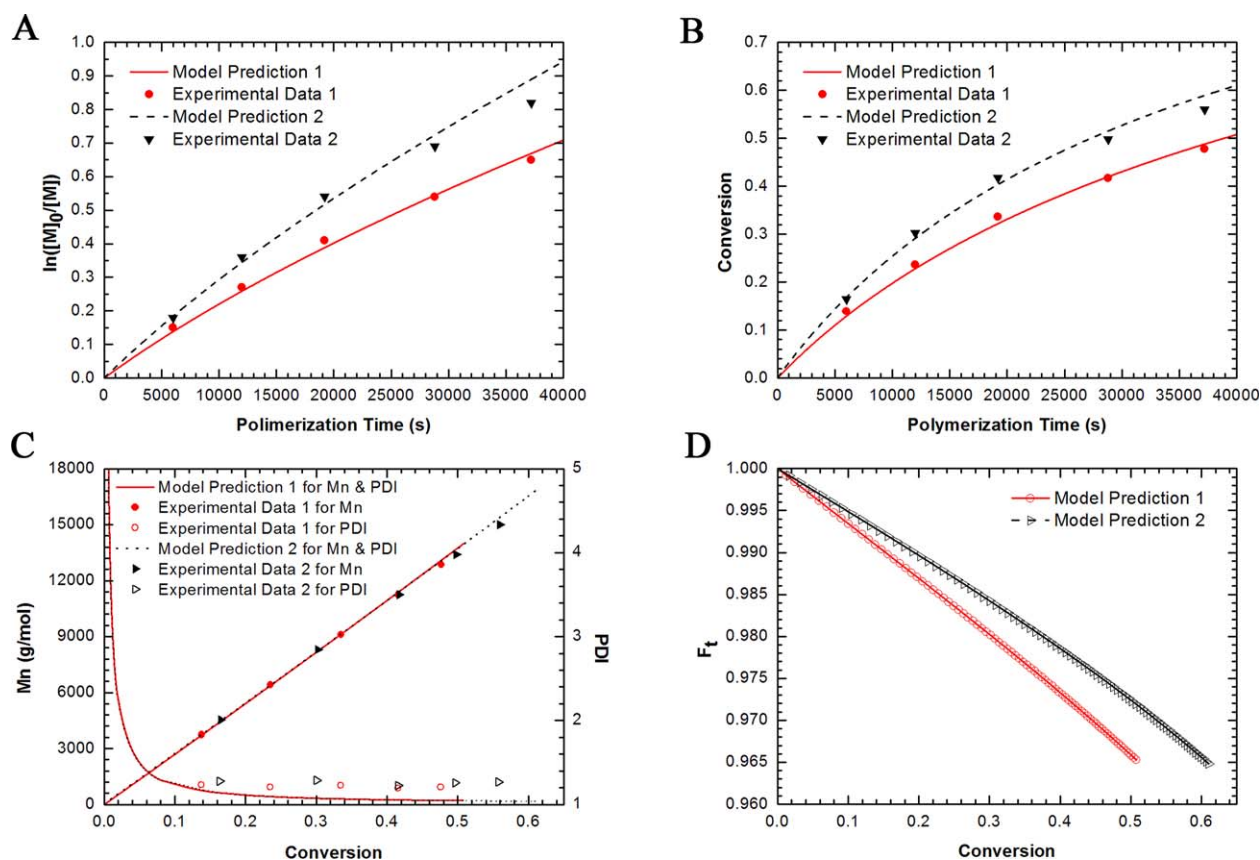 A
ln([M]0/[M])
1.0
0.9
0.8
0.7
0.6
0.5
0.4
0.3
0.2
0.1
0.0
Model Prediction 1
Experimental Data 1
Model Prediction 2
Experimental Data 2
0 5000 10000 15000 20000 25000 30000 35000 40000
Polimerization Time (s)
B
Conversion
0.7
0.6
0.5
0.4
0.3
0.2
0.1
0.0
Model Prediction 1
Experimental Data 1
Model Prediction 2
Experimental Data 2
0 5000 10000 15000 20000 25000 30000 35000 40000
Polymerization Time (s)
C
Mn (g/mol)
18000
15000
12000
9000
6000
3000
0
Model Prediction 1 for Mn & PDI
Experimental Data 1 for Mn
Experimental Data 1 for PDI
Model Prediction 2 for Mn & PDI
Experimental Data 2 for Mn
Experimental Data 2 for PDI
5
4
3
2
1
PDI
0.0 0.1 0.2 0.3 0.4 0.5 0.6
Conversion
D
Ft
1.000
0.995
0.990
0.985
0.980
0.975
0.970
0.965
0.960
Model Prediction 1
Model Prediction 2
0.0 0.1 0.2 0.3 0.4 0.5 0.6
Conversion